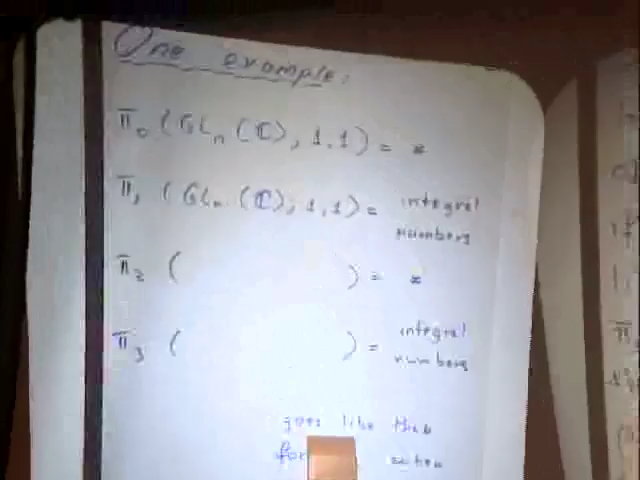 One example:
π₀ (GLₙ(ℂ), 1, 1) = *
π₁ (GLₙ(ℂ), 1, 1) = integral
numbers
π₂ ( ) = *
π₃ ( ) = integral
numbers
goes like this
for